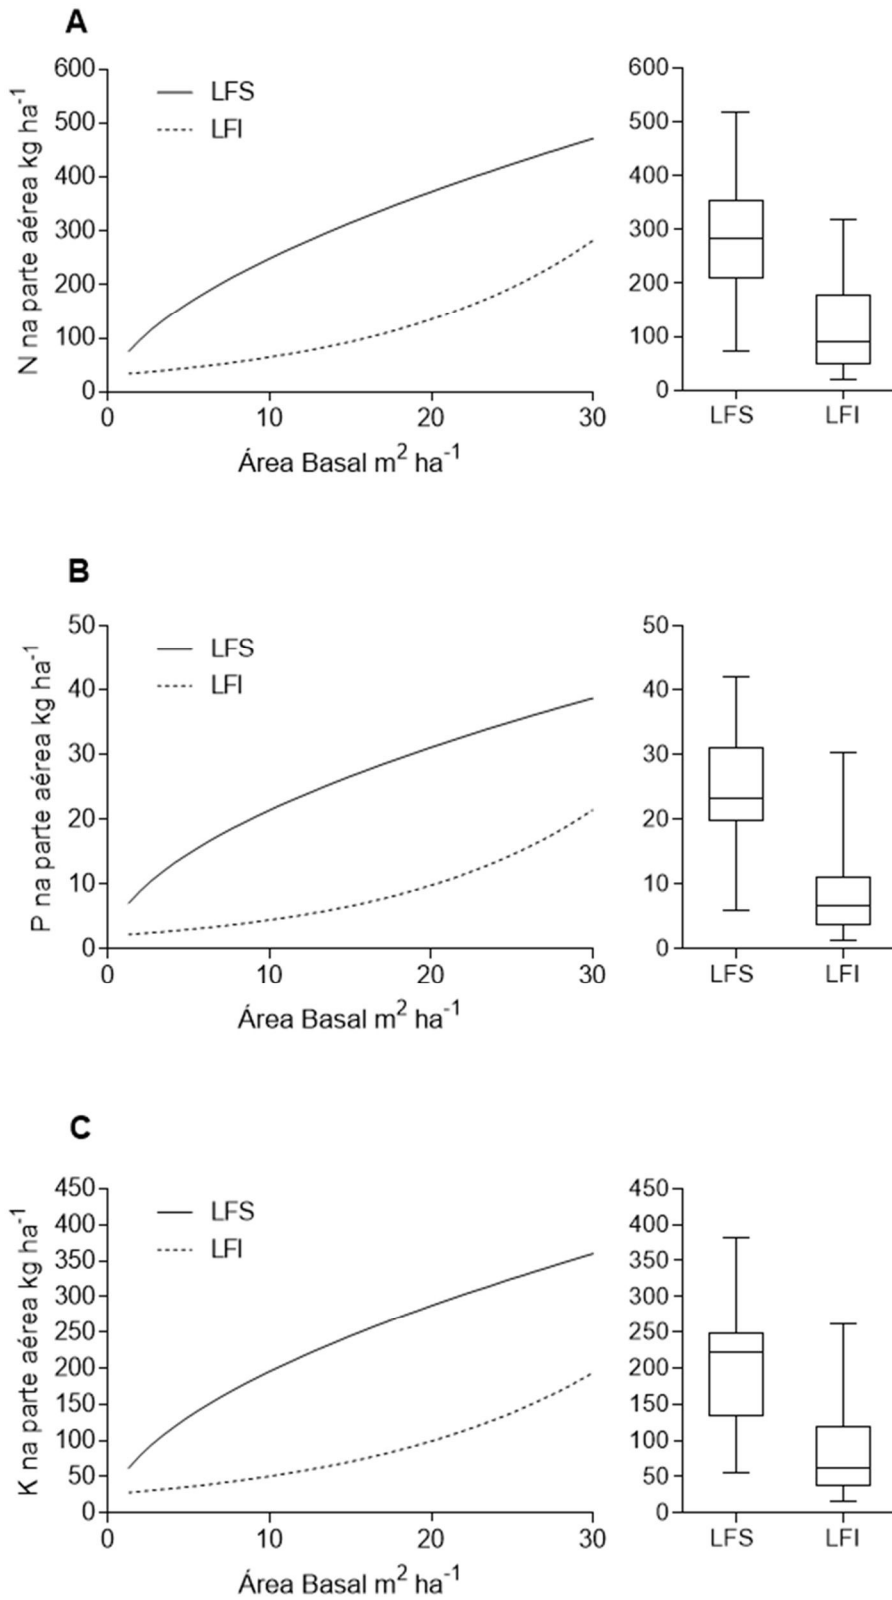 A
N na parte aérea kg ha-1
600
500
400
300
200
100
0
LFS
LFI
0 10 20 30
Área Basal m2 ha-1
600
500
400
300
200
100
0
LFS LFI
B
P na parte aérea kg ha-1
50
40
30
20
10
0
LFS
LFI
0 10 20 30
Área Basal m2 ha-1
50
40
30
20
10
0
LFS LFI
C
K na parte aérea kg ha-1
450
400
350
300
250
200
150
100
50
0
LFS
LFI
0 10 20 30
Área Basal m2 ha-1
450
400
350
300
250
200
150
100
50
0
LFS LFI